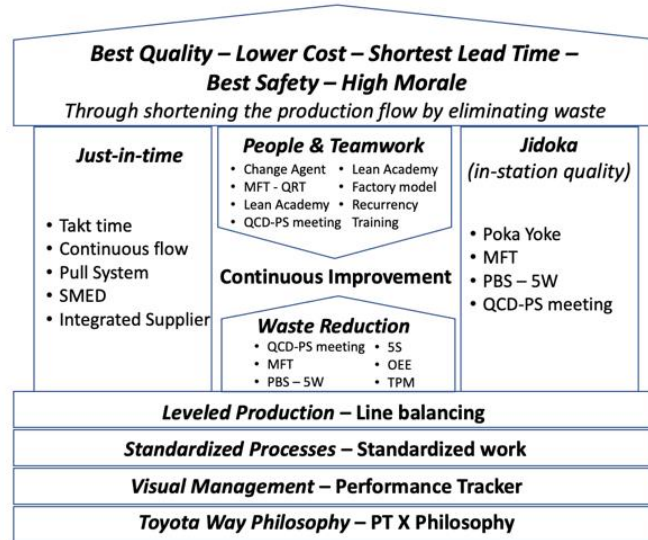 Best Quality – Lower Cost – Shortest Lead Time –
Best Safety – High Morale
Through shortening the production flow by eliminating waste
Just-in-time
• Takt time
• Continuous flow
• Pull System
• SMED
• Integrated Supplier
People & Teamwork
• Change Agent
• MFT - QRT
• Lean Academy
• QCD-PS meeting
• Lean Academy
• Factory model
• Recurrency
Training
Continuous Improvement
Waste Reduction
• QCD-PS meeting
• MFT
• PBS – 5W
• 5S
• OEE
• TPM
Jidoka
(in-station quality)
• Poka Yoke
• MFT
• PBS – 5W
• QCD-PS meeting
Leveled Production – Line balancing
Standardized Processes – Standardized work
Visual Management – Performance Tracker
Toyota Way Philosophy – PT X Philosophy